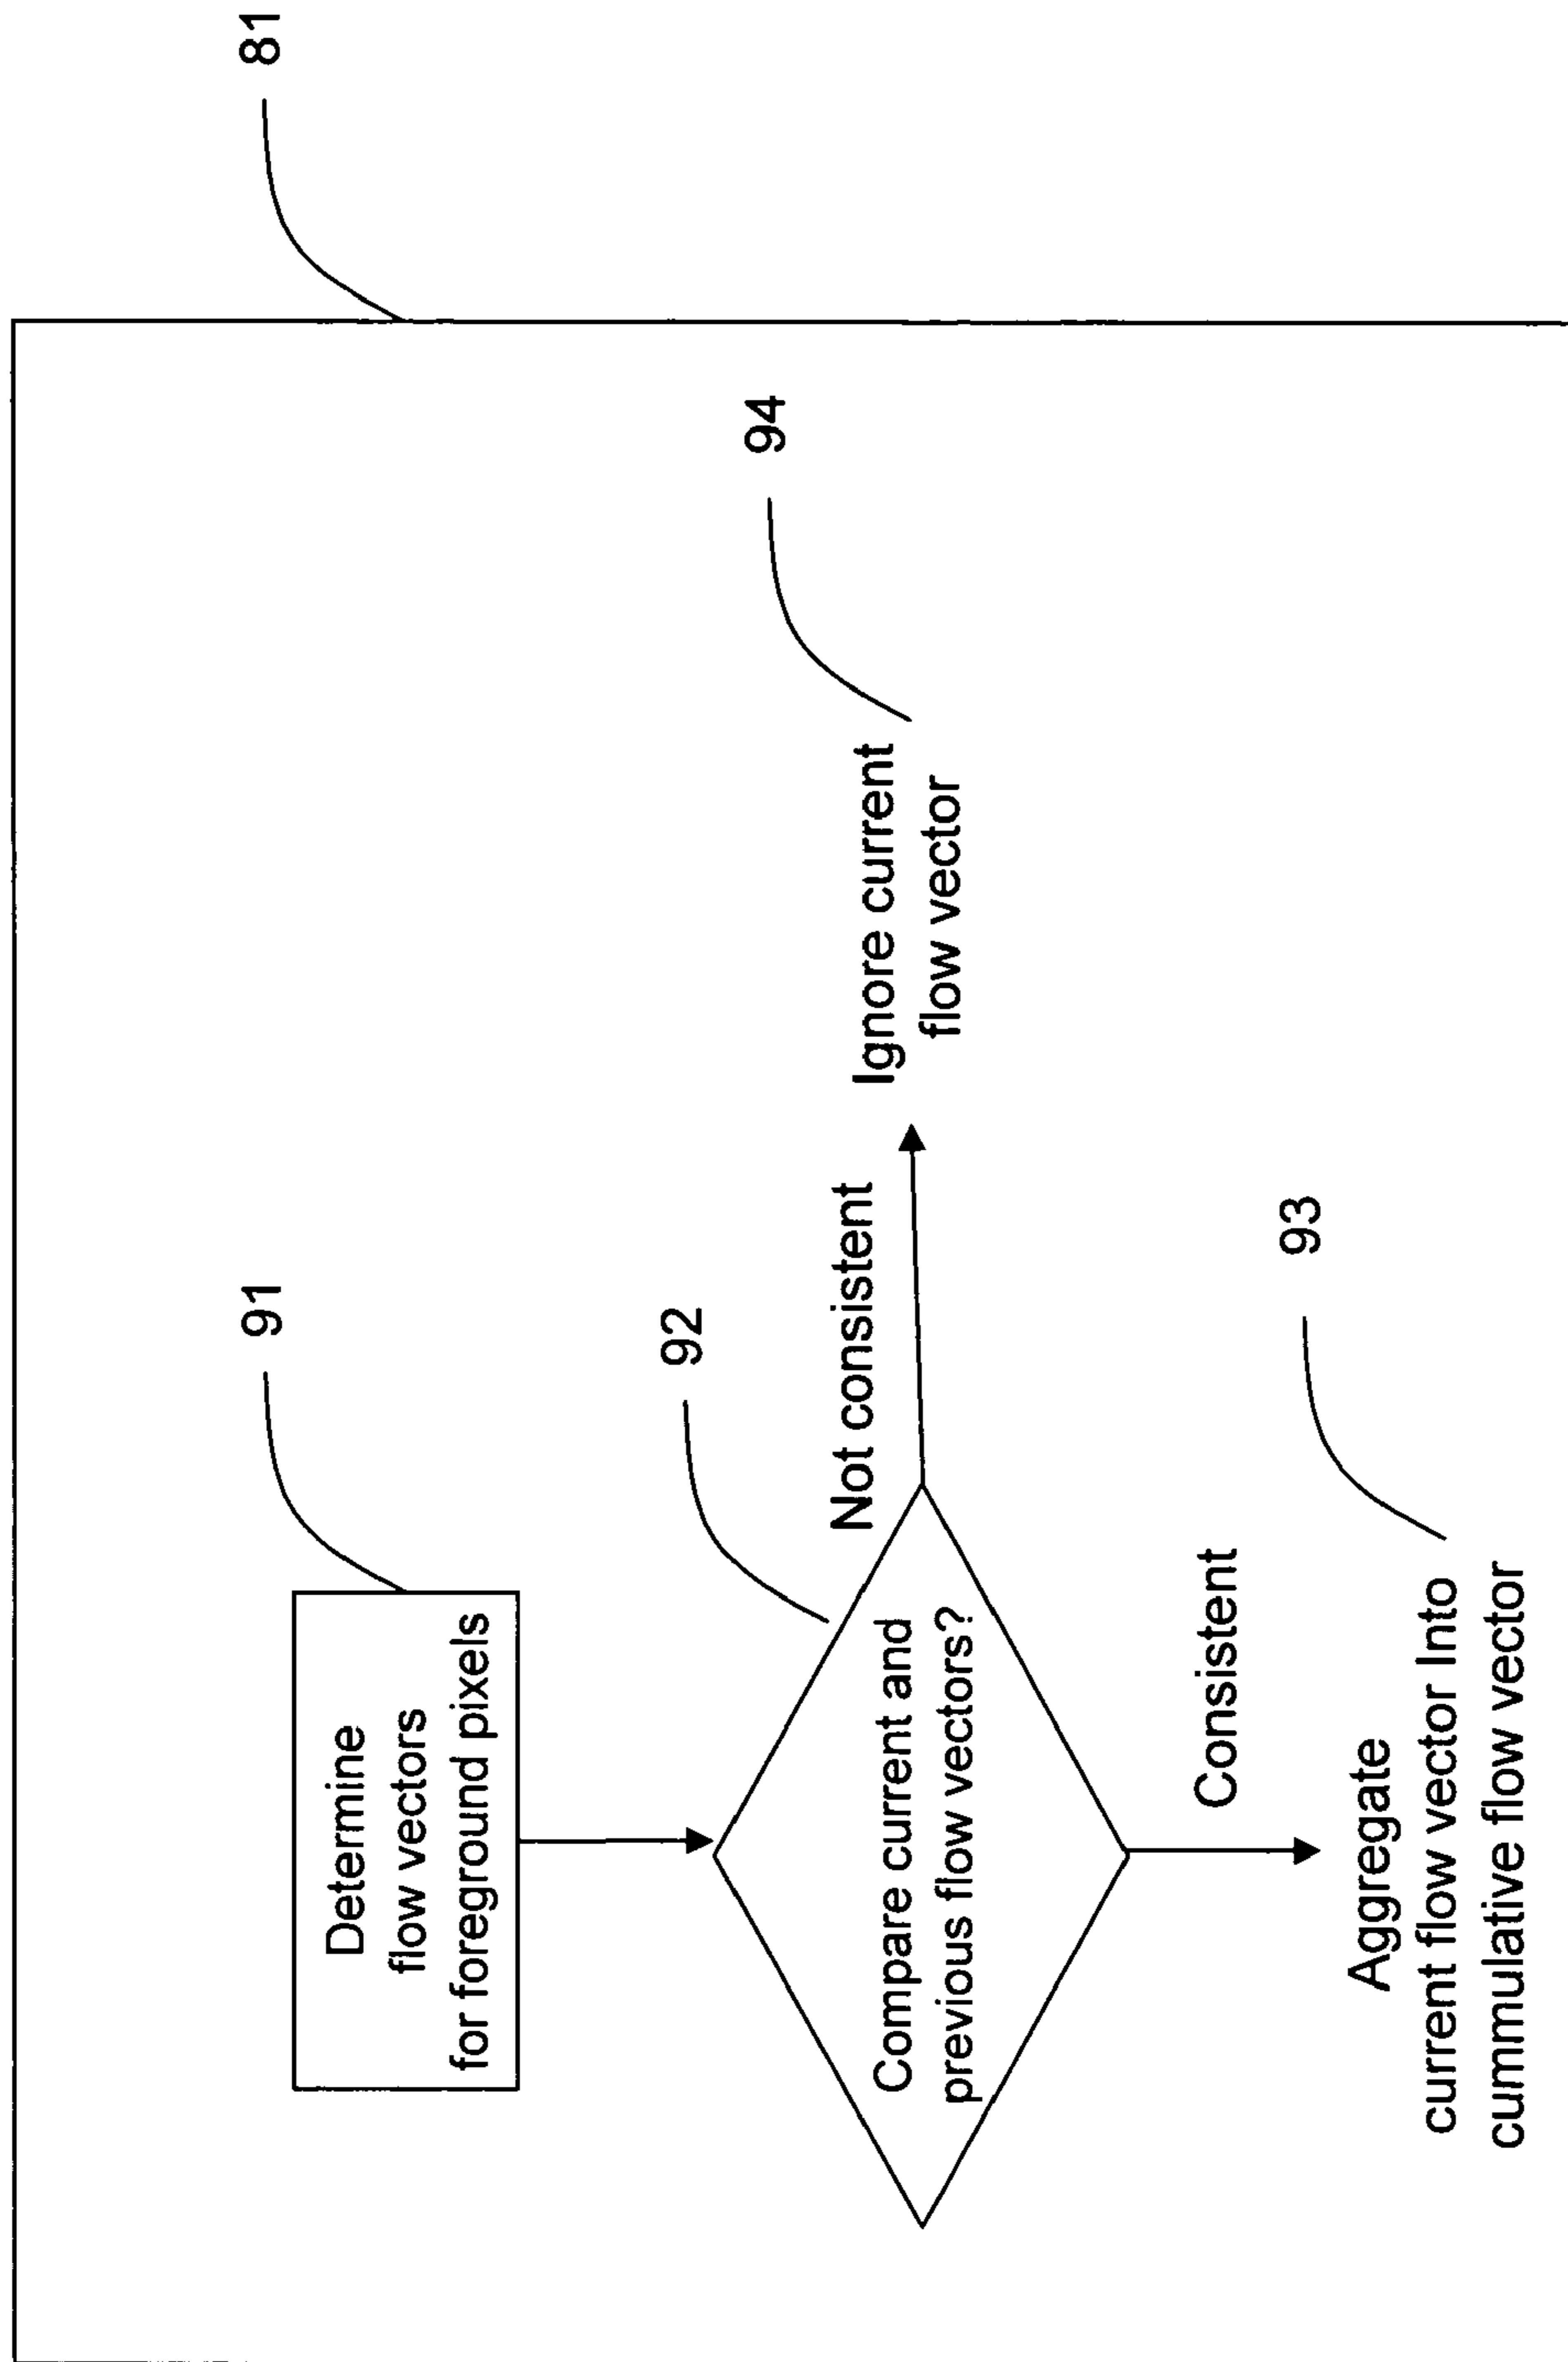 81
91
Determine
flow vectors
for foreground pixels
92
Compare current and
previous flow vectors?
Not consistent
94
Ignore current
flow vector
Consistent
93
Aggregate
current flow vector Into
cummulative flow vector